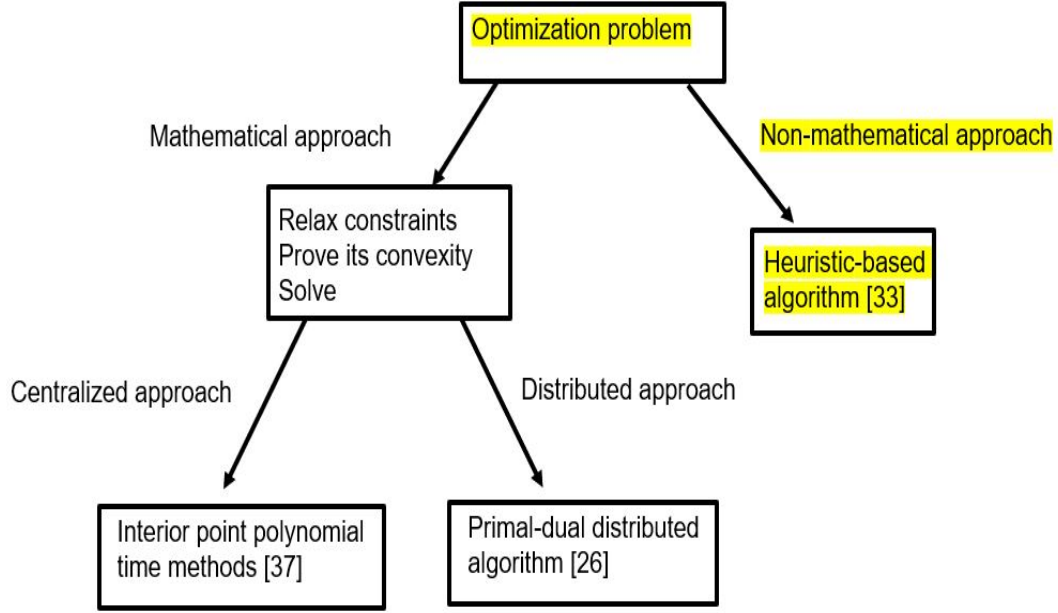 Optimization problem
Mathematical approach
Non-mathematical approach
Relax constraints
Prove its convexity
Solve
Heuristic-based
algorithm [33]
Centralized approach
Distributed approach
Interior point polynomial
time methods [37]
Primal-dual distributed
algorithm [26]